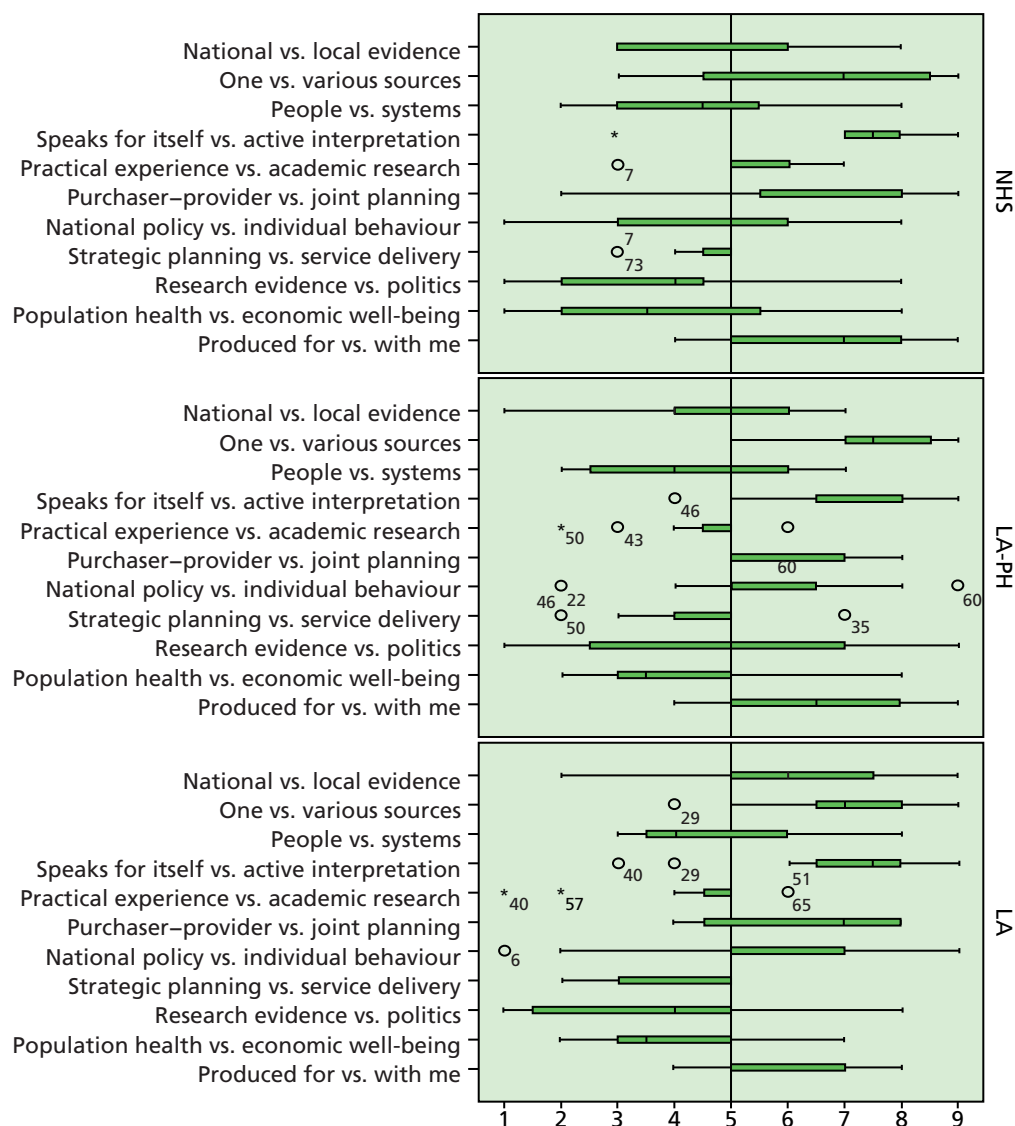 National vs. local evidence
One vs. various sources
People vs. systems
Speaks for itself vs. active interpretation
*
Practical experience vs. academic research
7
Purchaser–provider vs. joint planning
National policy vs. individual behaviour
7
Strategic planning vs. service delivery
73
Research evidence vs. politics
Population health vs. economic well-being
Produced for vs. with me
NHS
National vs. local evidence
One vs. various sources
People vs. systems
Speaks for itself vs. active interpretation
46
Practical experience vs. academic research
*50 43
Purchaser–provider vs. joint planning
60
National policy vs. individual behaviour
46 22 60
Strategic planning vs. service delivery
50 35
Research evidence vs. politics
Population health vs. economic well-being
Produced for vs. with me
LA-PH
National vs. local evidence
One vs. various sources
29
People vs. systems
Speaks for itself vs. active interpretation
40 29 51
Practical experience vs. academic research
*40 *57 65
Purchaser–provider vs. joint planning
National policy vs. individual behaviour
6
Strategic planning vs. service delivery
Research evidence vs. politics
Population health vs. economic well-being
Produced for vs. with me
LA
1 2 3 4 5 6 7 8 9